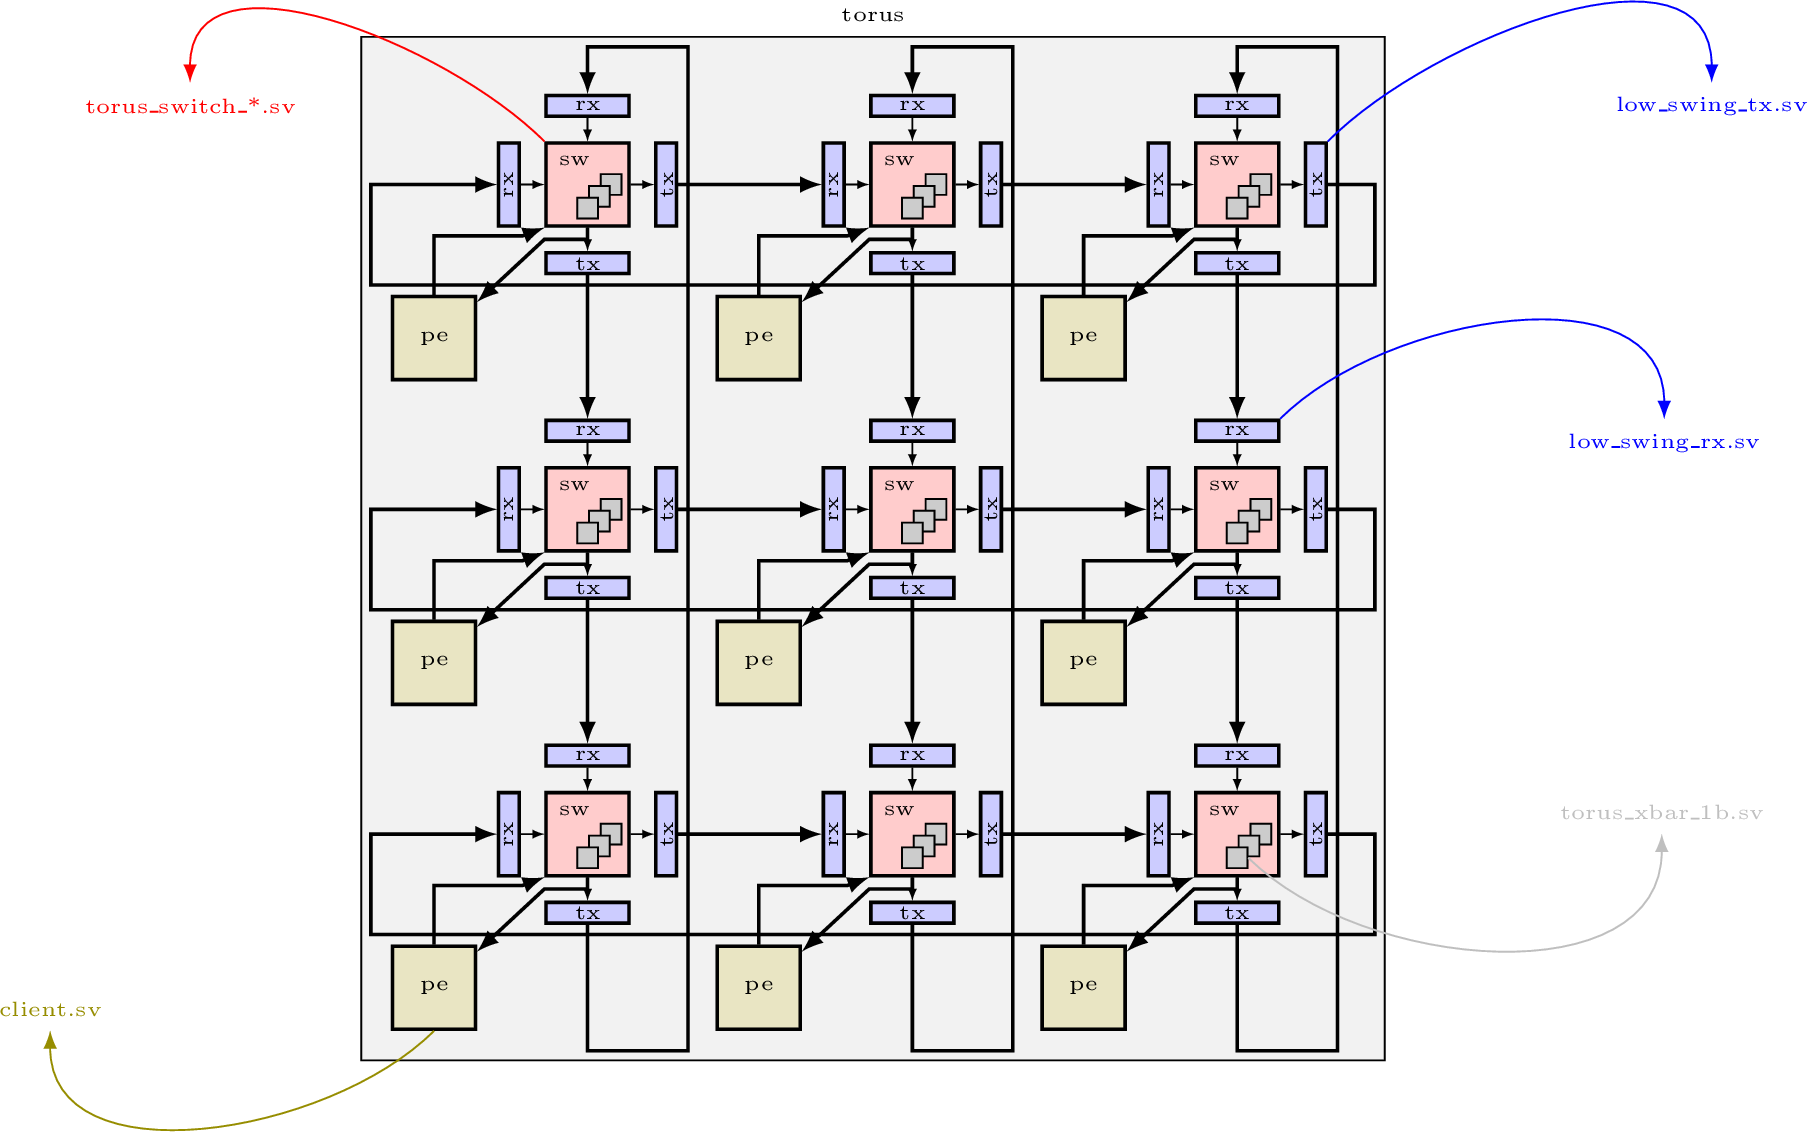 torus
torus_switch_*.sv
low_swing_tx.sv
rx
rx
rx
rx
sw
tx
rx
sw
tx
rx
sw
tx
tx
tx
tx
pe
pe
pe
rx
rx
rx
low_swing_rx.sv
rx
sw
tx
rx
sw
tx
rx
sw
tx
tx
tx
tx
pe
pe
pe
rx
rx
rx
torus_xbar_1b.sv
rx
sw
tx
rx
sw
tx
rx
sw
tx
tx
tx
tx
pe
pe
pe
client.sv